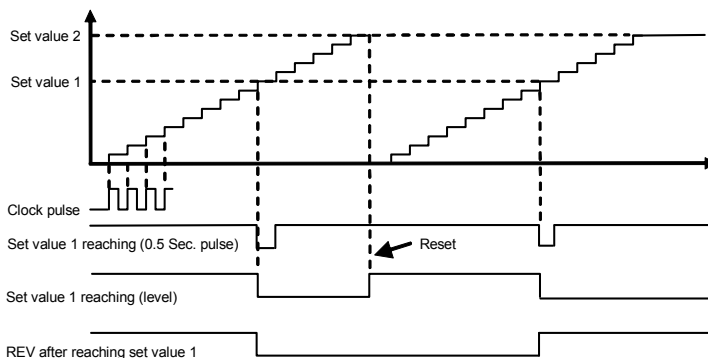 Set value 2
Set value 1
Clock pulse
Set value 1 reaching (0.5 Sec. pulse)
Reset
Set value 1 reaching (level)
REV after reaching set value 1